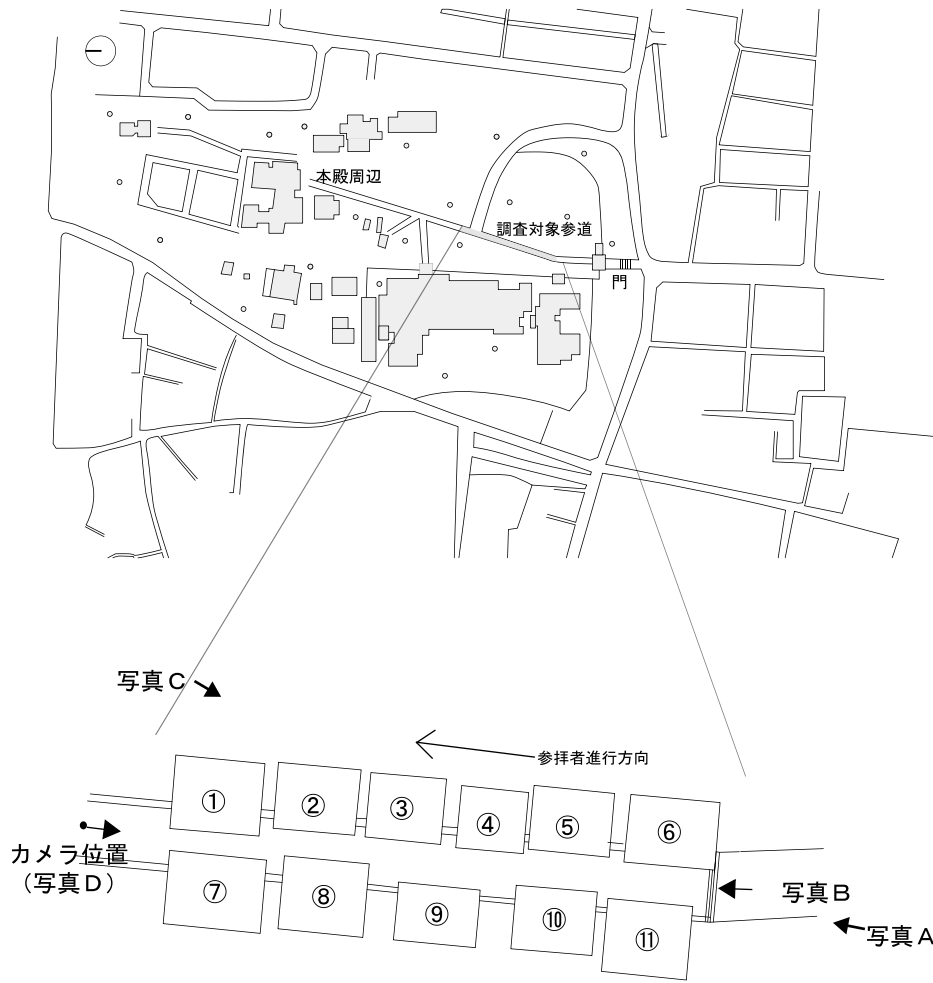 本殿周辺
調査対象参道
門
写真C
参拝者進行方向
①
②
③
④
⑤
⑥
カメラ位置
(写真D)
⑦
⑧
⑨
⑩
⑪
写真B
写真A